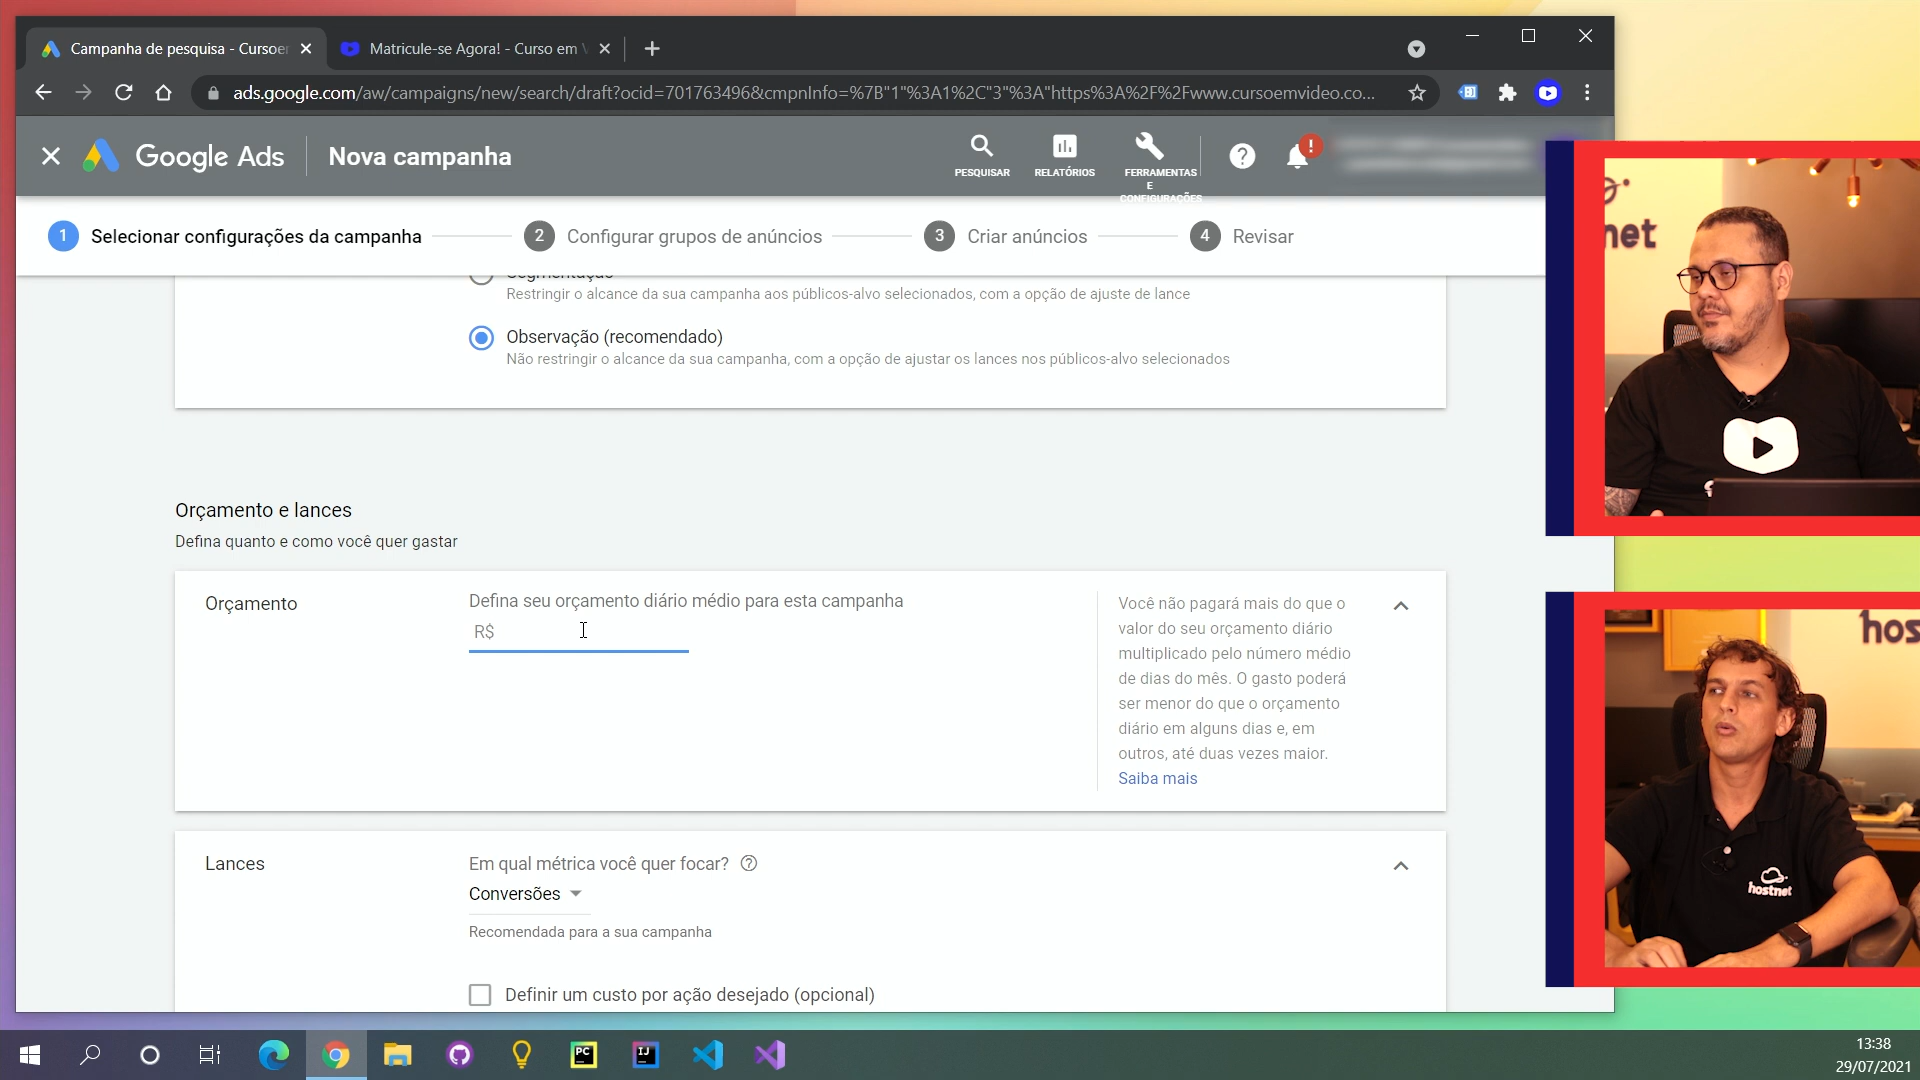 Campanha de pesquisa - Cursoe
Matricule-se Agora! - Curso em
ads.google.com/aw/campaigns/new/search/draft?ocid=701763496&cmpnInfo=%7B"1"%3A1%2C"3"%3A"https%3A%2F%2Fwww.cursoemvideo.co...
Google Ads
Nova campanha
PESQUISAR
RELATÓRIOS
FERRAMENTAS
E
CONFIGURAÇÕES
!
1 Selecionar configurações da campanha
2 Configurar grupos de anúncios
3 Criar anúncios
4 Revisar
Segmentação
Restringir o alcance da sua campanha aos públicos-alvo selecionados, com a opção de ajuste de lance
Observação (recomendado)
Não restringir o alcance da sua campanha, com a opção de ajustar os lances nos públicos-alvo selecionados
Orçamento e lances
Defina quanto e como você quer gastar
Orçamento
Defina seu orçamento diário médio para esta campanha
R$
Você não pagará mais do que o
valor do seu orçamento diário
multiplicado pelo número médio
de dias do mês. O gasto poderá
ser menor do que o orçamento
diário em alguns dias e, em
outros, até duas vezes maior.
Saiba mais
Lances
Em qual métrica você quer focar?
Conversões
Recomendada para a sua campanha
Definir um custo por ação desejado (opcional)
net
hos
hostnet
PC
IJ
13:38
29/07/2021